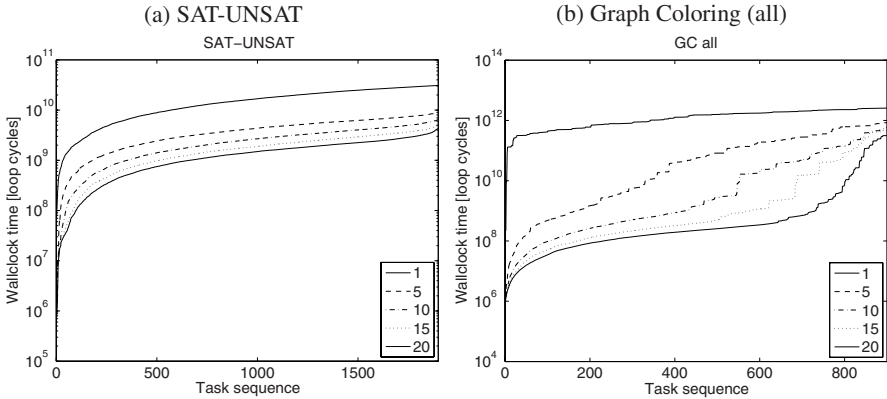 (a) SAT-UNSAT
SAT−UNSAT
Wallclock time [loop cycles]
10^11
10^10
10^9
10^8
10^7
10^6
10^5
0 500 1000 1500
Task sequence
1
5
10
15
20
(b) Graph Coloring (all)
GC all
Wallclock time [loop cycles]
10^14
10^12
10^10
10^8
10^6
10^4
0 200 400 600 800
Task sequence
1
5
10
15
20